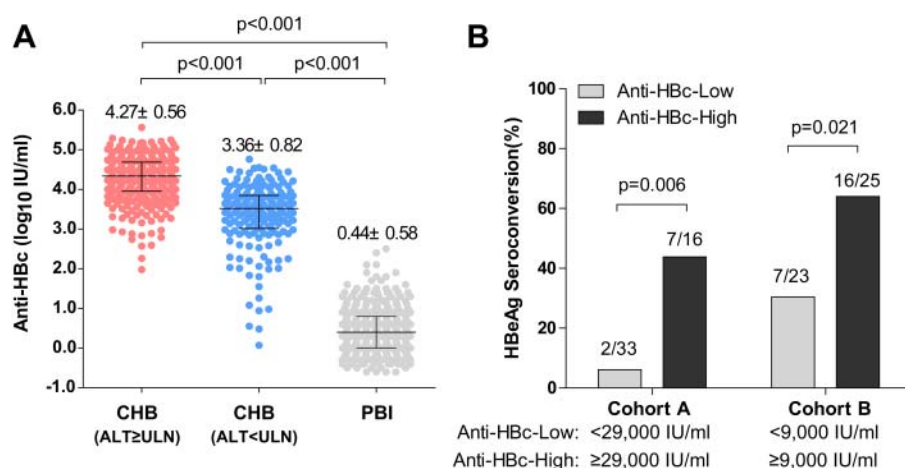 A
p<0.001
p<0.001
p<0.001
4.27± 0.56
3.36± 0.82
0.44± 0.58
Anti-HBc (log10 IU/ml)
6.0
5.0
4.0
3.0
2.0
1.0
0.0
-1.0
CHB
(ALT≥ULN)
CHB
(ALT<ULN)
PBI
B
HBeAg Seroconversion(%)
100
80
60
40
20
0
Anti-HBc-Low
Anti-HBc-High
p=0.006
p=0.021
2/33
7/16
7/23
16/25
Cohort A
Cohort B
Anti-HBc-Low: <29,000 IU/ml <9,000 IU/ml
Anti-HBc-High: ≥29,000 IU/ml ≥9,000 IU/ml